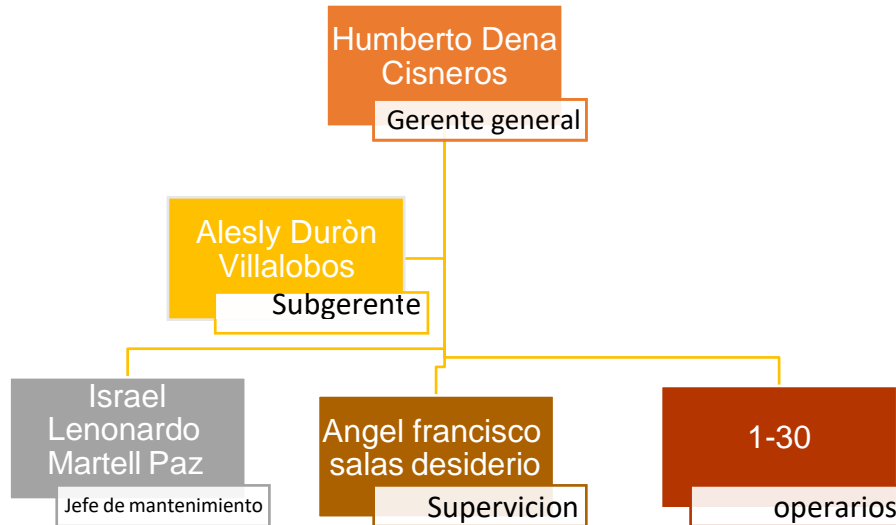 Humberto Dena
Cisneros
Gerente general
Alesly Duròn
Villalobos
Subgerente
Israel
Lenonardo
Martell Paz
Jefe de mantenimiento
Angel francisco
salas desiderio
Supervicion
1-30
operarios